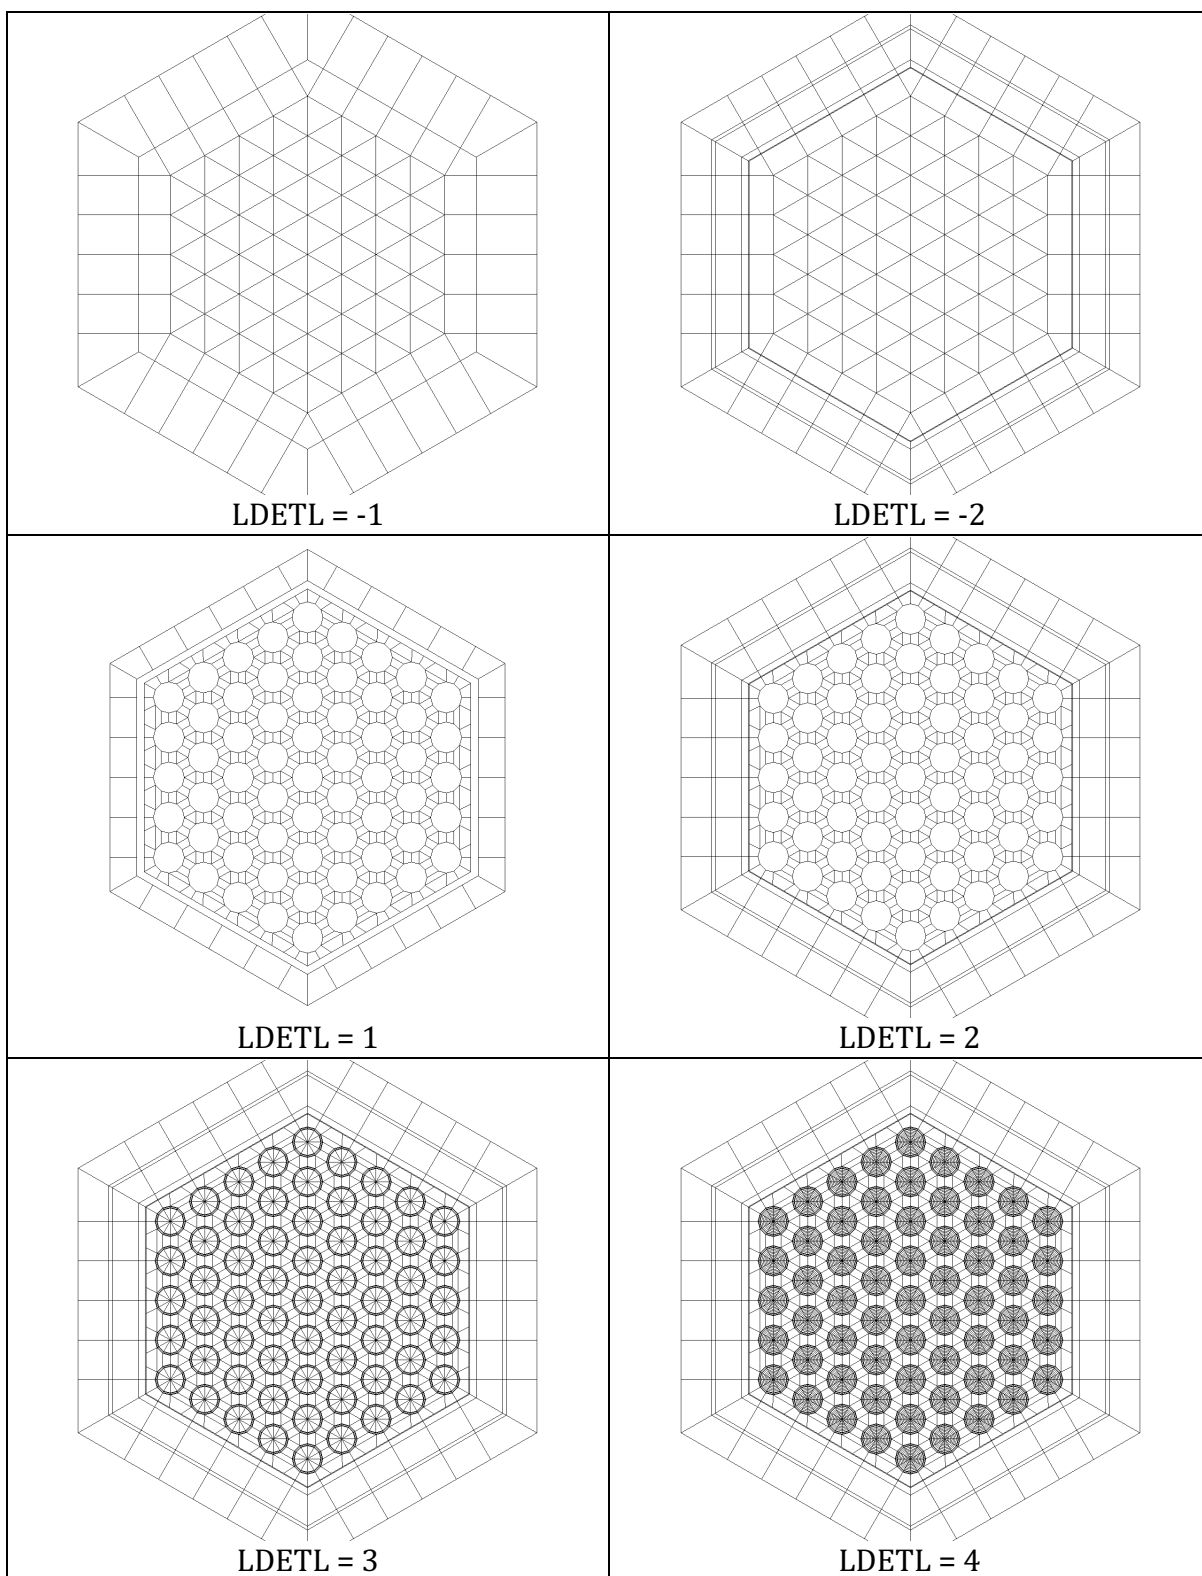 LDETL = -1
LDETL = -2
LDETL = 1
LDETL = 2
LDETL = 3
LDETL = 4